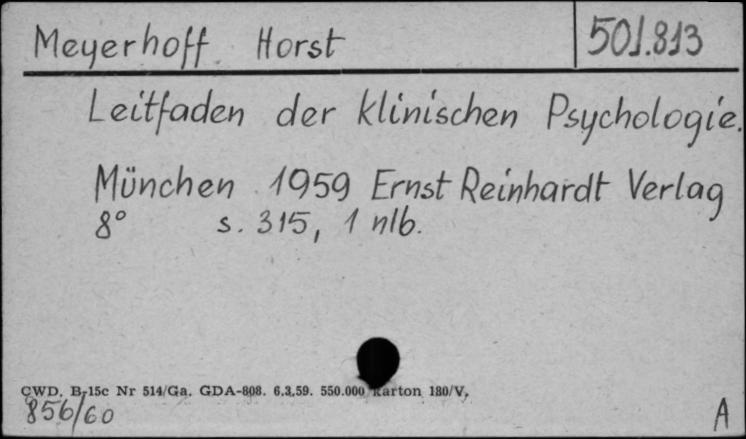 Meyerhoff Horst 501.813
Leitfaden der klinischen Psychologie.
München 1959 Ernst Reinhardt Verlag
8° s. 315, 1 nlb.
CWD. B-15c Nr 514/Ga. GDA-808. 6.3.59. 550.000 karton 180/V.
856/60 A